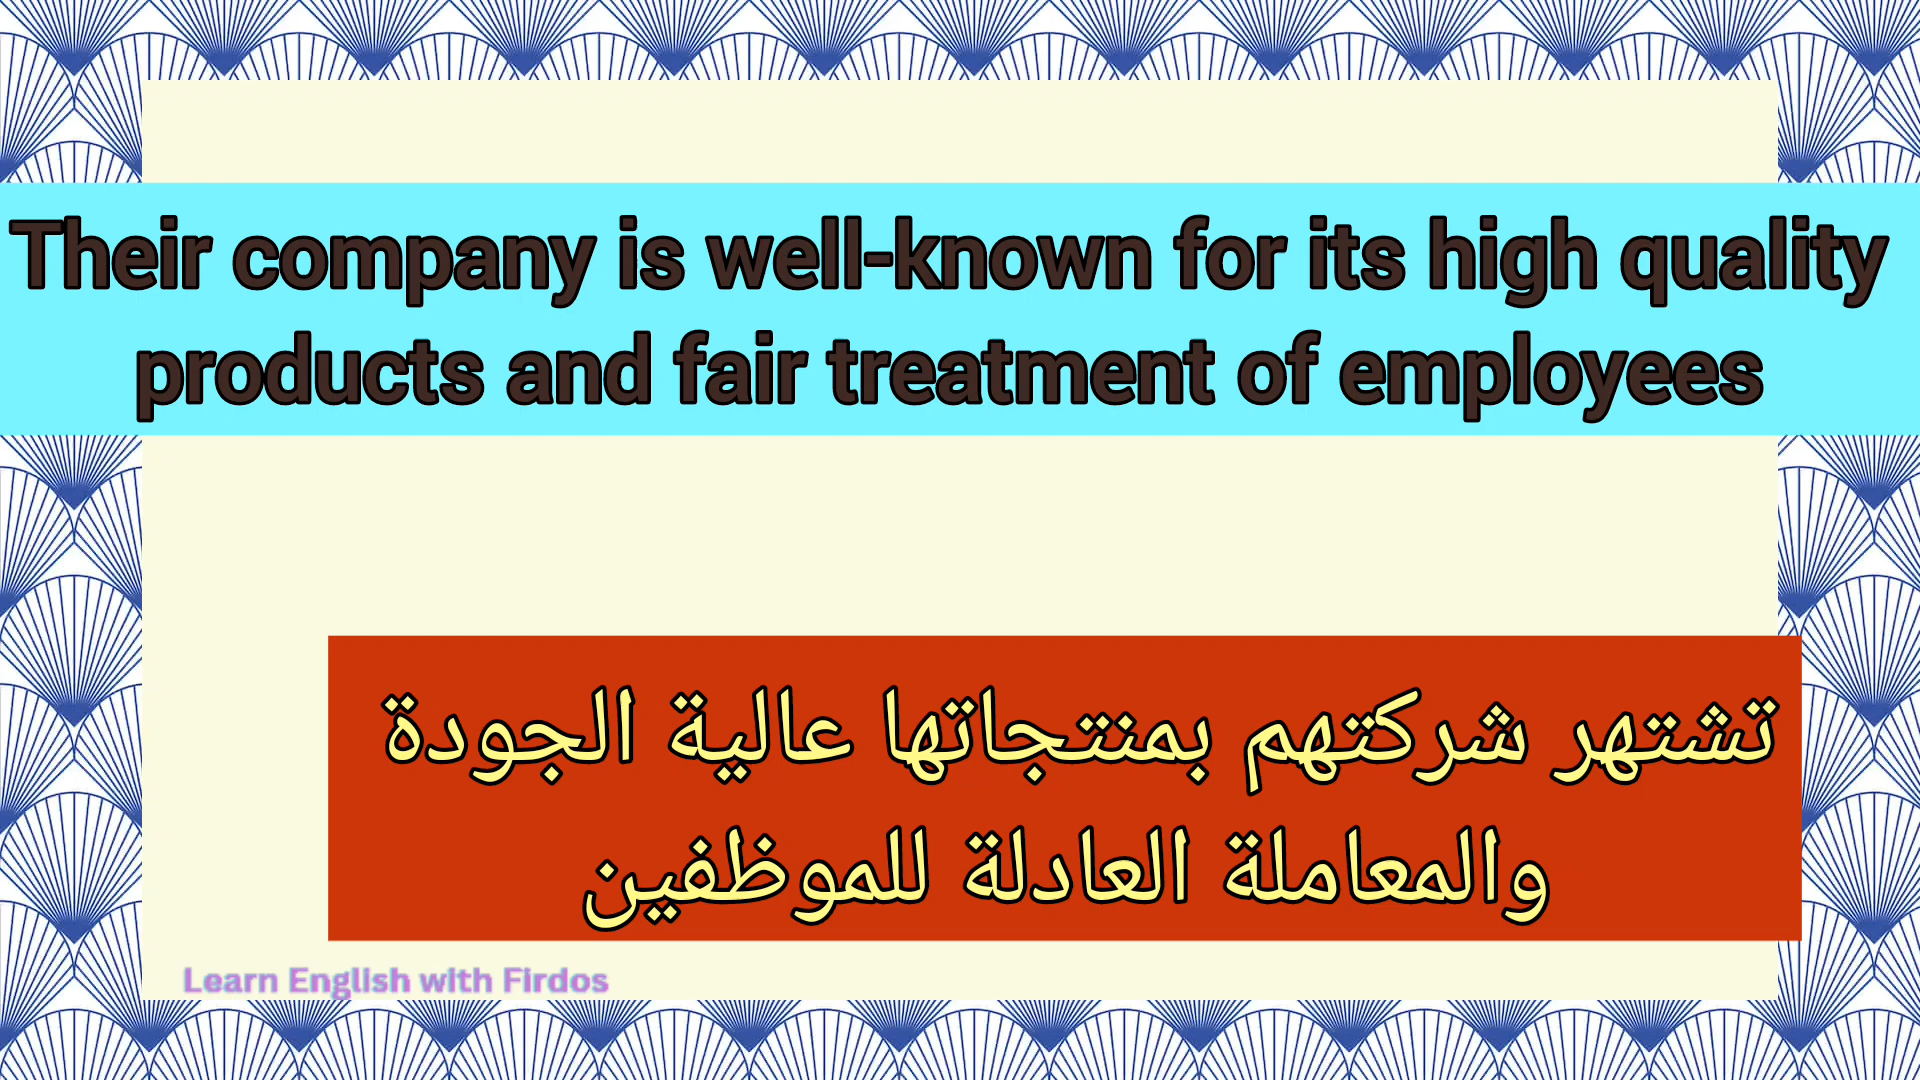 Their company is well-known for its high quality
products and fair treatment of employees
تشتهر شركتهم بمنتجاتها عالية الجودة
والمعاملة العادلة للموظفين
Learn English with Firdos